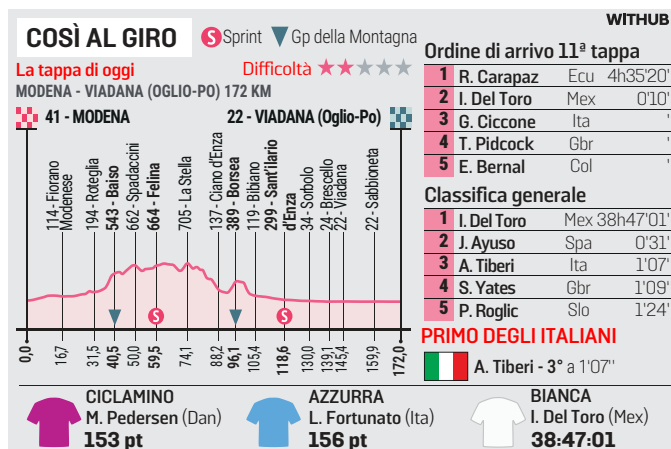 WITHUB
COSÌ AL GIRO
S Sprint Gp della Montagna
La tappa di oggi
Difficoltà ★★★★★
MODENA - VIADANA (OGLIO-PO) 172 KM
41 - MODENA
22 - VIADANA (Oglio-Po)
114 - Fiorano
Modenese
194 - Roteglia
543 - Baiso
662 - Spadaccini
664 - Felina
705 - La Stella
137 - Ciano d'Enza
389 - Borsea
119 - Bibiano
299 - Sant'Ilario
d'Enza
34 - Sorbolo
24 - Brescello
22 - Viadana
22 - Sabbioneta
S
S
0,0
16,7
31,5
40,5
50,0
59,5
74,1
88,2
96,1
105,4
118,6
130,0
139,1
145,4
159,9
172,0
Ordine di arrivo 11ª tappa
1 R. Carapaz Ecu 4h35'20'
2 I. Del Toro Mex 0'10'
3 G. Ciccone Ita '
4 T. Pidcock Gbr '
5 E. Bernal Col '
Classifica generale
1 I. Del Toro Mex 38h47'01'
2 J. Ayuso Spa 0'31'
3 A. Tiberi Ita 1'07'
4 S. Yates Gbr 1'09'
5 P. Roglic Slo 1'24'
PRIMO DEGLI ITALIANI
A. Tiberi - 3° a 1'07''
CICLAMINO
M. Pedersen (Dan)
153 pt
AZZURRA
L. Fortunato (Ita)
156 pt
BIANCA
I. Del Toro (Mex)
38:47:01